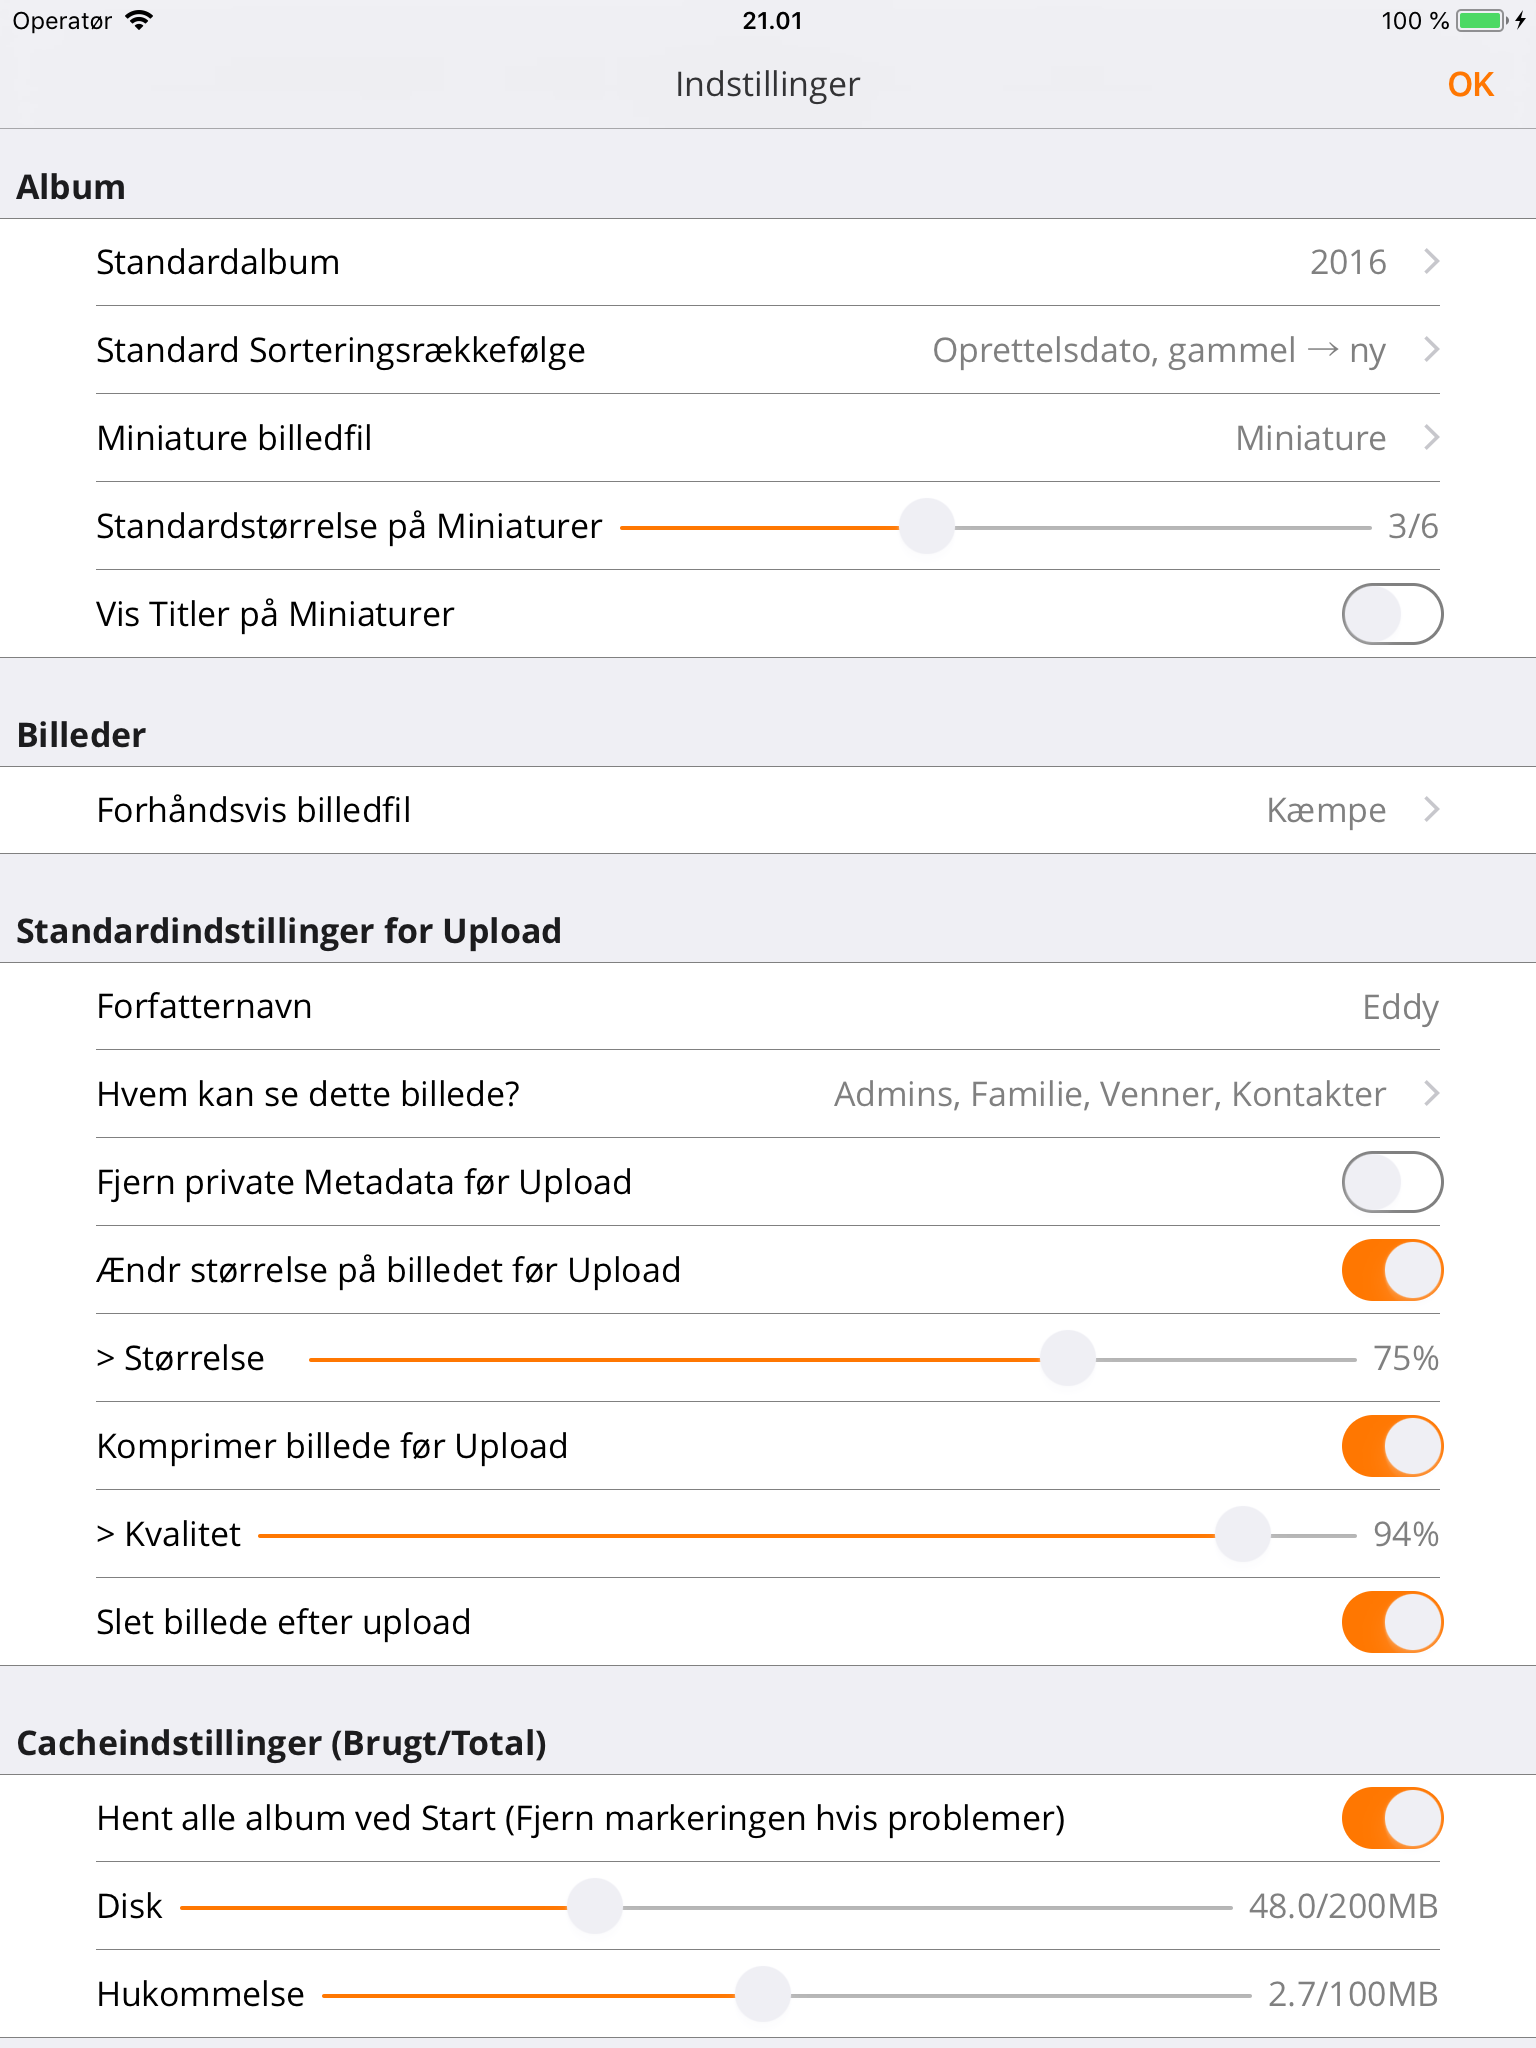 Operatør
21.01
100 %
Indstillinger
OK
Album
Standardalbum 2016
Standard Sorteringsrækkefølge Oprettelsdato, gammel → ny
Miniature billedfil Miniature
Standardstørrelse på Miniaturer 3/6
Vis Titler på Miniaturer
Billeder
Forhåndsvis billedfil Kæmpe
Standardindstillinger for Upload
Forfatternavn Eddy
Hvem kan se dette billede? Admins, Familie, Venner, Kontakter
Fjern private Metadata før Upload
Ændr størrelse på billedet før Upload
> Størrelse 75%
Komprimer billede før Upload
> Kvalitet 94%
Slet billede efter upload
Cacheindstillinger (Brugt/Total)
Hent alle album ved Start (Fjern markeringen hvis problemer)
Disk 48.0/200MB
Hukommelse 2.7/100MB